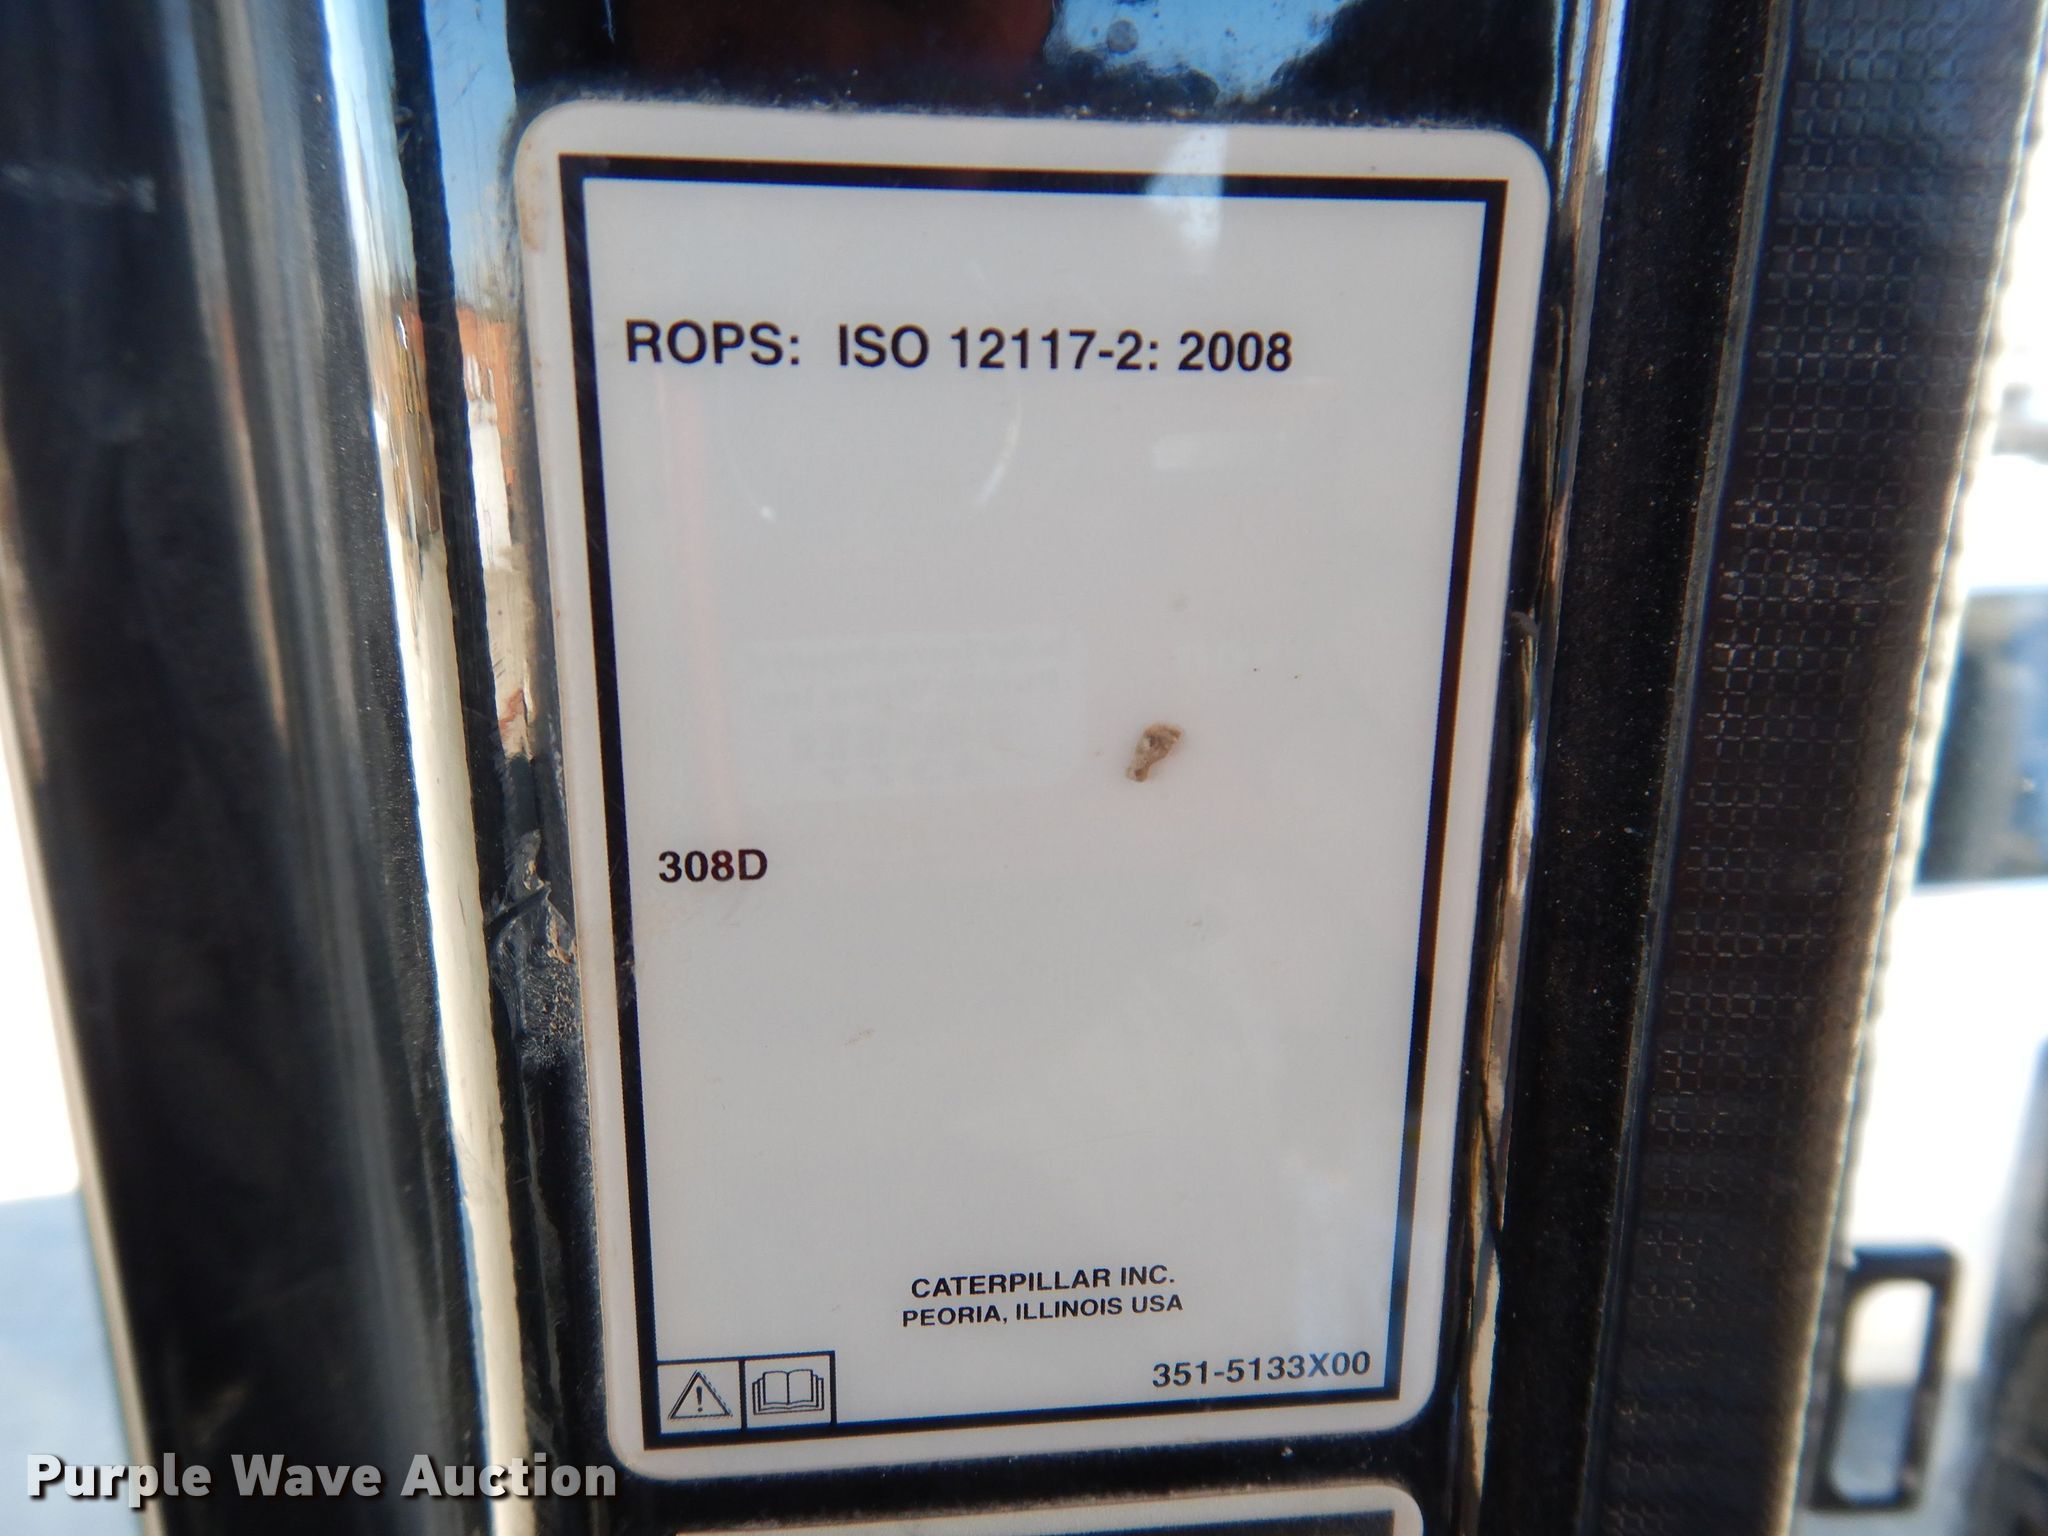 ROPS: ISO 12117-2: 2008
308D
CATERPILLAR INC.
PEORIA, ILLINOIS USA
351-5133X00
Purple Wave Auction